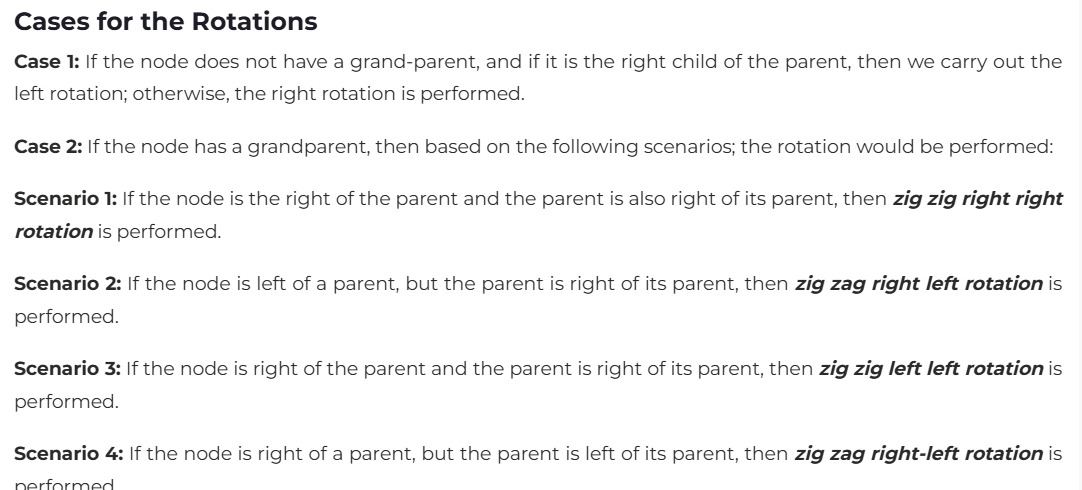 Cases for the Rotations
Case 1: If the node does not have a grand-parent, and if it is the right child of the parent, then we carry out the
left rotation; otherwise, the right rotation is performed.
Case 2: If the node has a grandparent, then based on the following scenarios; the rotation would be performed:
Scenario 1: If the node is the right of the parent and the parent is also right of its parent, then zig zig right right
rotation is performed.
Scenario 2: If the node is left of a parent, but the parent is right of its parent, then zig zag right left rotation is
performed.
Scenario 3: If the node is right of the parent and the parent is right of its parent, then zig zig left left rotation is
performed.
Scenario 4: If the node is right of a parent, but the parent is left of its parent, then zig zag right-left rotation is
performed